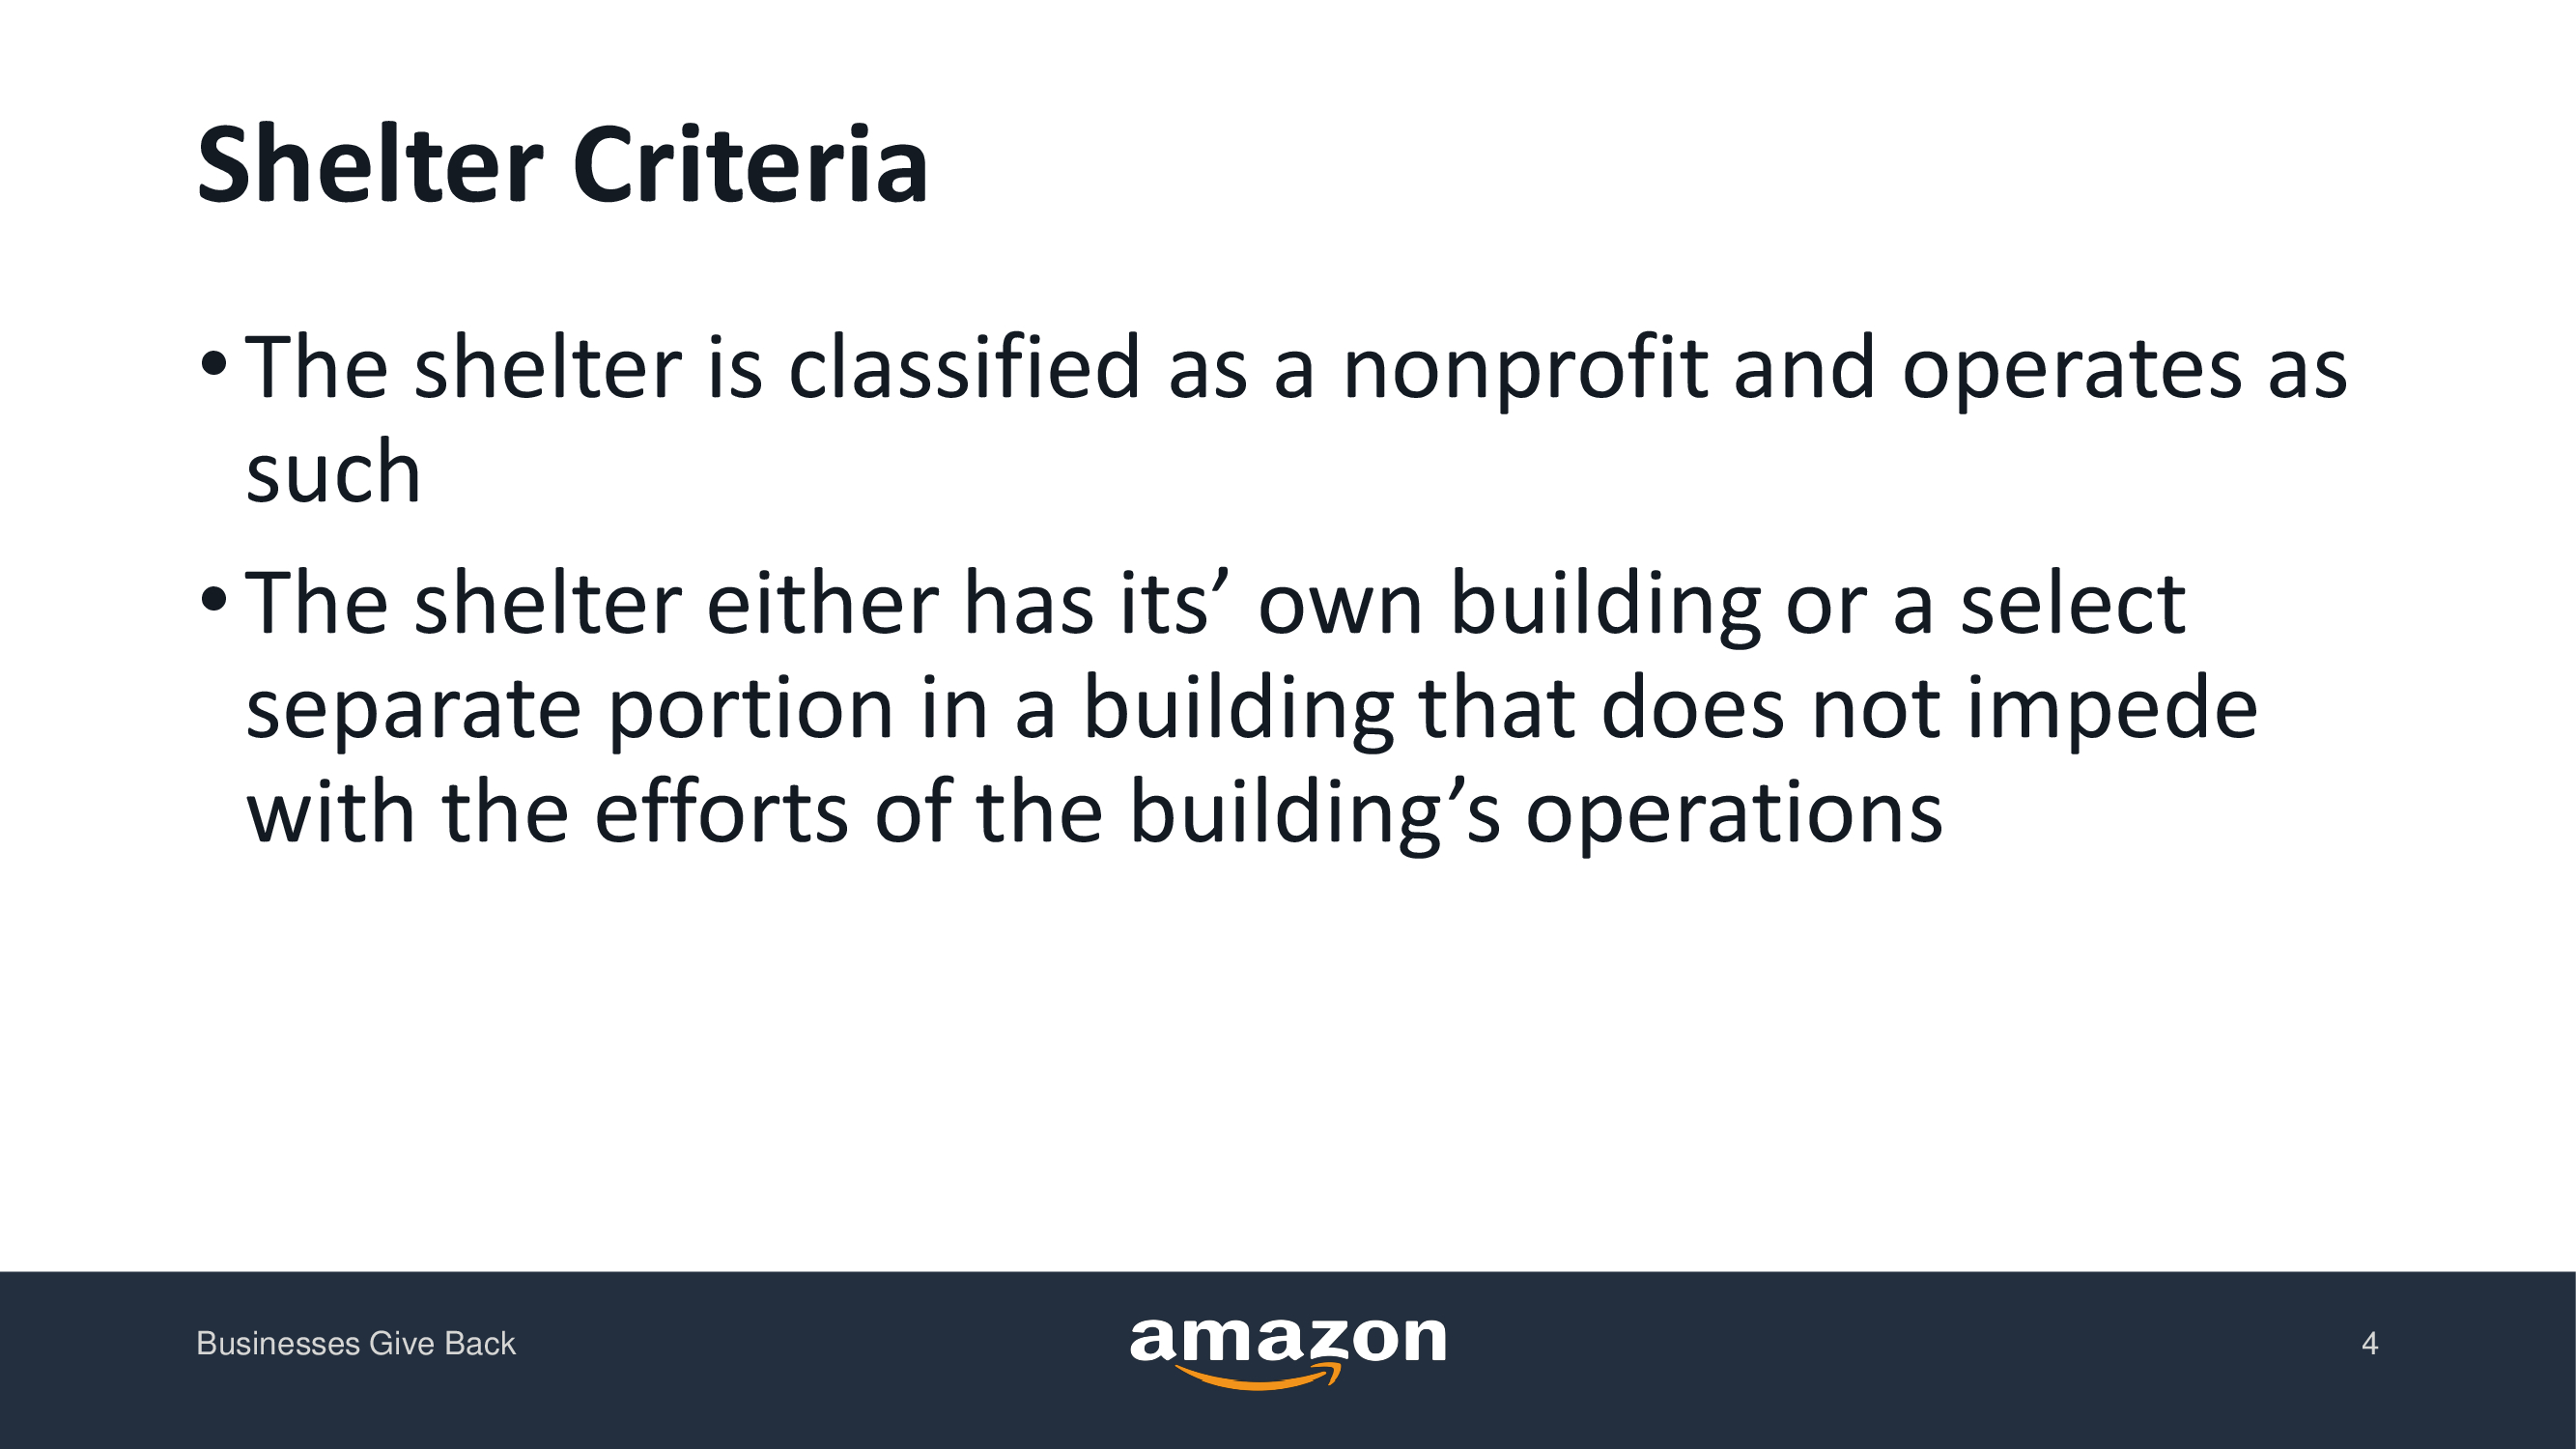 Shelter Criteria
• The shelter is classified as a nonprofit and operates as
such
• The shelter either has its’ own building or a select
separate portion in a building that does not impede
with the efforts of the building’s operations
Businesses Give Back
amazon
4